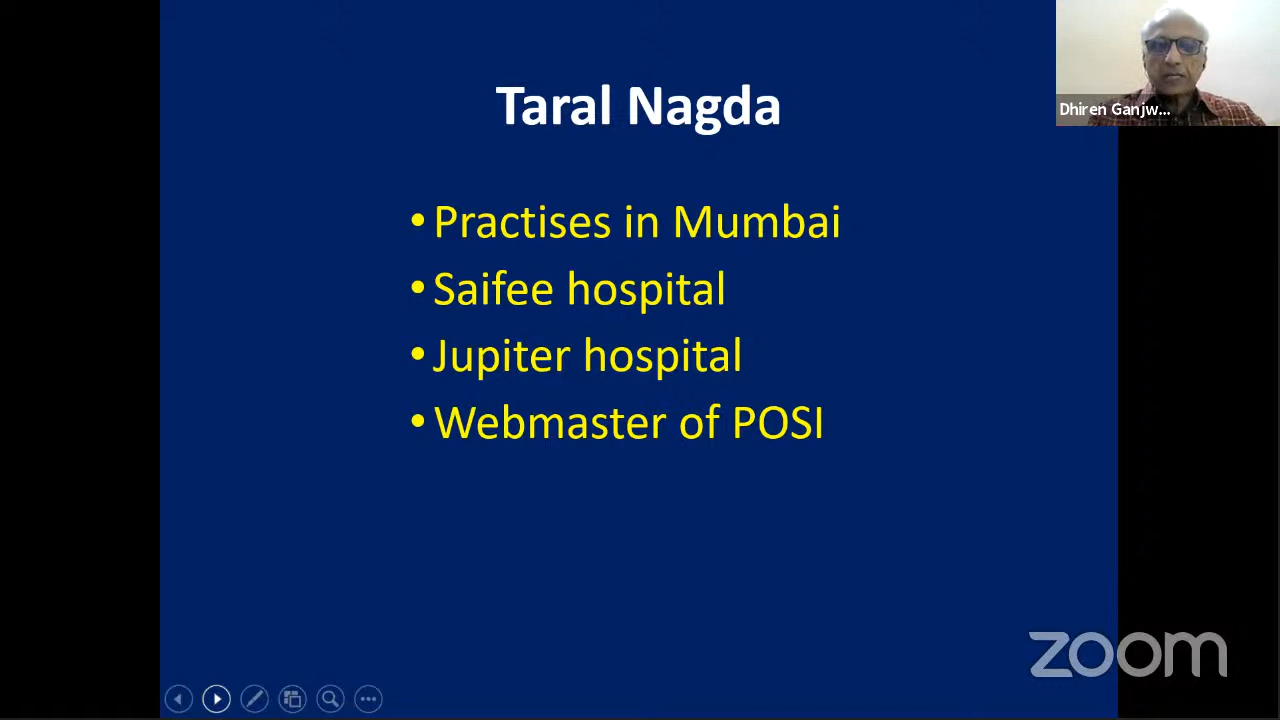 Taral Nagda
Dhiren Ganjw...
• Practises in Mumbai
• Saifee hospital
• Jupiter hospital
• Webmaster of POSI
zoom